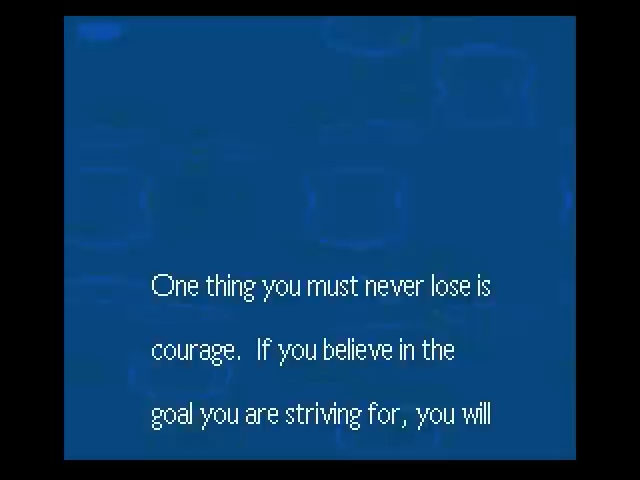 One thing you must never lose is
courage. If you believe in the
goal you are striving for, you will